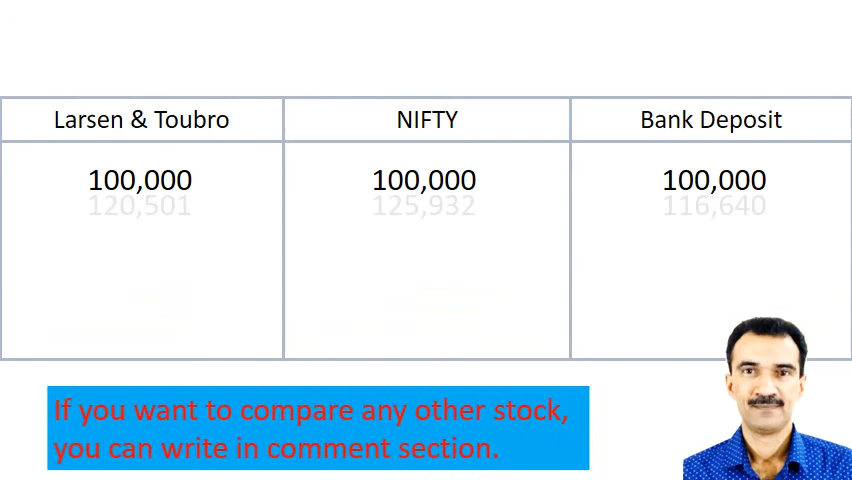 Larsen & Toubro NIFTY Bank Deposit
100,000 100,000 100,000
120,501 125,932 116,640
If you want to compare any other stock,
you can write in comment section.